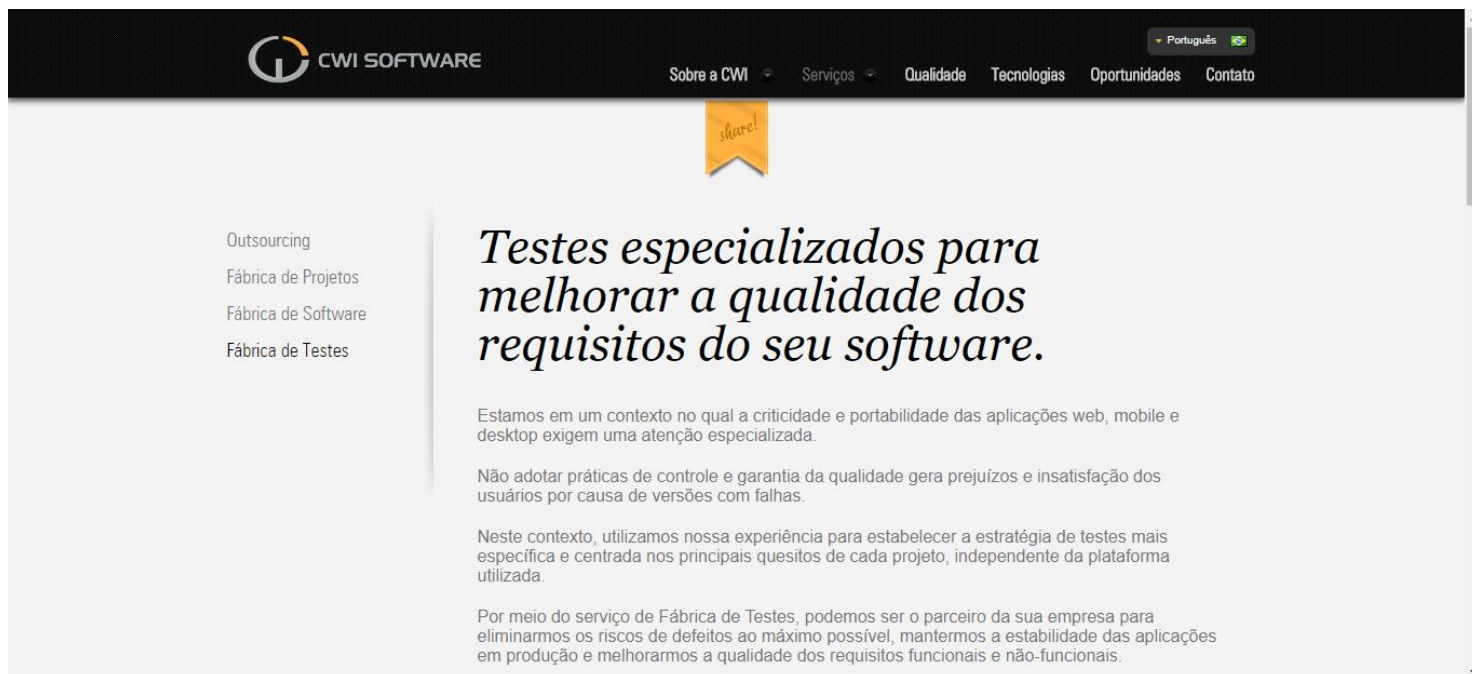 CWI SOFTWARE
Português
Sobre a CWI
Serviços
Qualidade
Tecnologias
Oportunidades
Contato
share!
Outsourcing
Fábrica de Projetos
Fábrica de Software
Fábrica de Testes
Testes especializados para
melhorar a qualidade dos
requisitos do seu software.
Estamos em um contexto no qual a criticidade e portabilidade das aplicações web, mobile e
desktop exigem uma atenção especializada.
Não adotar práticas de controle e garantia da qualidade gera prejuízos e insatisfação dos
usuários por causa de versões com falhas.
Neste contexto, utilizamos nossa experiência para estabelecer a estratégia de testes mais
específica e centrada nos principais quesitos de cada projeto, independente da plataforma
utilizada.
Por meio do serviço de Fábrica de Testes, podemos ser o parceiro da sua empresa para
eliminarmos os riscos de defeitos ao máximo possível, mantermos a estabilidade das aplicações
em produção e melhorarmos a qualidade dos requisitos funcionais e não-funcionais.